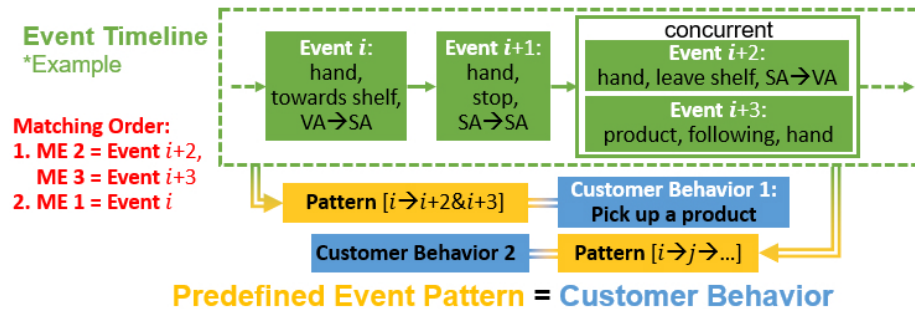 Event Timeline
*Example
Event i:
hand,
towards shelf,
VA→SA
Event i+1:
hand,
stop,
SA→SA
concurrent
Event i+2:
hand, leave shelf, SA→VA
Event i+3:
product, following, hand
Matching Order:
1. ME 2 = Event i+2,
ME 3 = Event i+3
2. ME 1 = Event i
Pattern [i→i+2&i+3]
Customer Behavior 1:
Pick up a product
Customer Behavior 2
Pattern [i→j→...]
Predefined Event Pattern = Customer Behavior